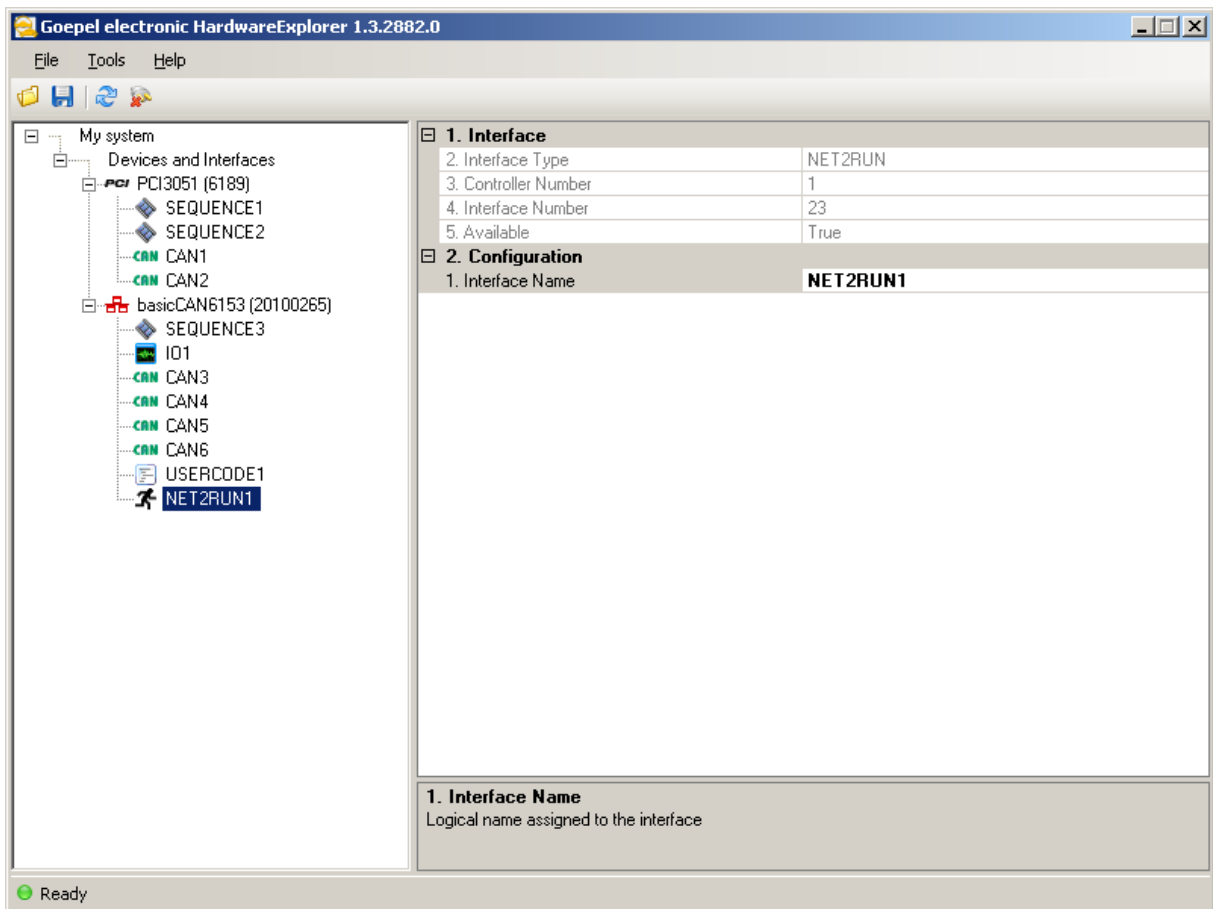 Goepel electronic HardwareExplorer 1.3.2882.0
File Tools Help
My system
Devices and Interfaces
PCI PCI3051 (6189)
SEQUENCE1
SEQUENCE2
CAN CAN1
CAN CAN2
basicCAN6153 (20100265)
SEQUENCE3
IO1
CAN CAN3
CAN CAN4
CAN CAN5
CAN CAN6
USERCODE1
NET2RUN1
1. Interface
2. Interface Type NET2RUN
3. Controller Number 1
4. Interface Number 23
5. Available True
2. Configuration
1. Interface Name NET2RUN1
1. Interface Name
Logical name assigned to the interface
Ready